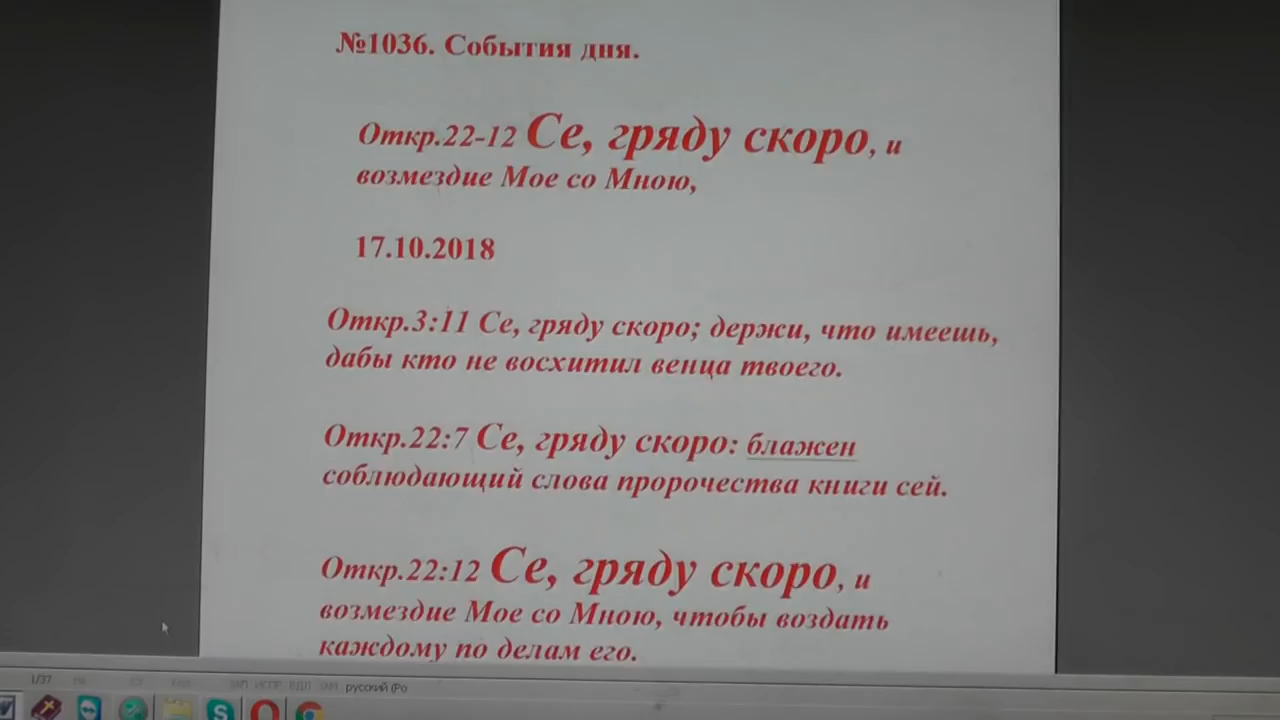 №1036. События дня.
Откр.22-12 Се, гряду скоро, и
возмездие Мое со Мною,
17.10.2018
Откр.3:11 Се, гряду скоро; держи, что имеешь,
дабы кто не восхитил венца твоего.
Откр.22:7 Се, гряду скоро: блажен
соблюдающий слова пророчества книги сей.
Откр.22:12 Се, гряду скоро, и
возмездие Мое со Мною, чтобы воздать
каждому по делам его.
1/37
русский (Ро